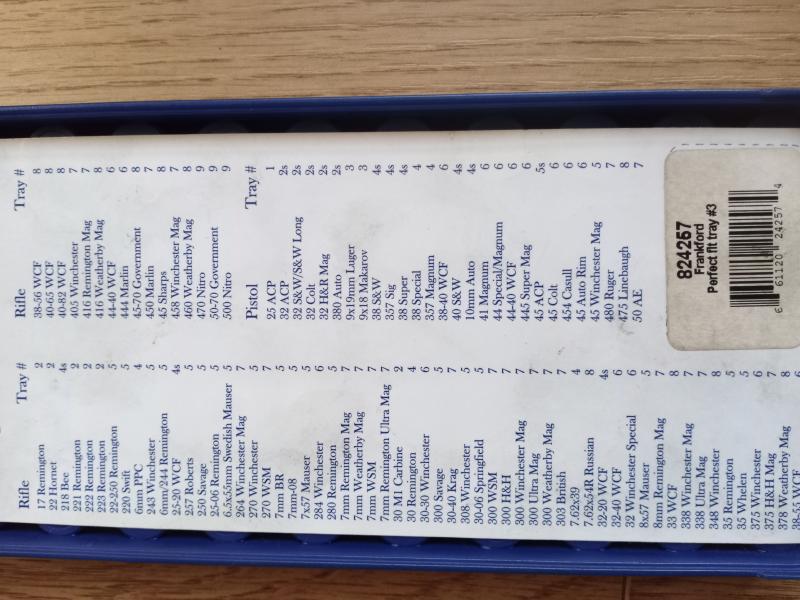 Rifle Tray #
17 Remington 2
22 Hornet 2
218 Bee 4s
221 Remington 2
222 Remington 2
223 Remington 2
22-250 Remington 5
220 Swift 5
6mm PPC 4
243 Winchester 5
6mm/244 Remington 5
25-20 WCF 4s
257 Roberts 5
250 Savage 5
25-06 Remington 5
6.5x55mm Swedish Mauser 5
264 Winchester Mag 7
270 Winchester 5
270 WSM 7
7mm BR 5
7mm-08 5
7x57 Mauser 5
284 Winchester 6
280 Remington 5
7mm Remington Mag 7
7mm Weatherby Mag 7
7mm WSM 7
7mm Remington Ultra Mag 7
30 M1 Carbine 2
30 Remington 4
30-30 Winchester 6
300 Savage 5
30-40 Krag 5
308 Winchester 5
30-06 Springfield 5
300 WSM 7
300 H&H 7
300 Winchester Mag 7
300 Ultra Mag 7
300 Weatherby Mag 7
303 British 7
7.62x39 4
7.62x54R Russian 8
32-20 WCF 4s
32-40 WCF 6
32 Winchester Special 6
8x57 Mauser 5
8mm Remington Mag 7
33 WCF 8
338 Winchester Mag 7
338 Ultra Mag 7
348 Winchester 8
35 Remington 5
35 Whelen 5
375 Winchester 6
375 H&H Mag 7
378 Weatherby Mag 8
38-55 WCF 6
Rifle Tray #
38-56 WCF 8
40-65 WCF 8
40-82 WCF 8
405 Winchester 7
416 Remington Mag 7
416 Weatherby Mag 8
44-40 WCF 6
444 Marlin 6
45-70 Government 8
450 Marlin 7
45 Sharps 8
458 Winchester Mag 7
460 Weatherby Mag 8
470 Nitro 9
50-70 Government 9
500 Nitro 9
Pistol Tray #
25 ACP 1
32 ACP 2s
32 S&W/S&W Long 2s
32 Colt 2s
32 H&R Mag 2s
380 Auto 2s
9x19mm Luger 3
9x18 Makarov 3
38 S&W 4s
357 Sig 4s
38 Super 4s
38 Special 4
357 Magnum 4
38-40 WCF 6
40 S&W 4s
10mm Auto 4s
41 Magnum 6
44 Special/Magnum 6
44-40 WCF 6
445 Super Mag 6
45 ACP 5s
45 Colt 6
454 Casull 6
45 Auto Rim 6
45 Winchester Mag 5
480 Ruger 7
475 Linebaugh 8
50 AE 7
824257
Frankford
Perfect fit tray #3
6 61120 24257 4